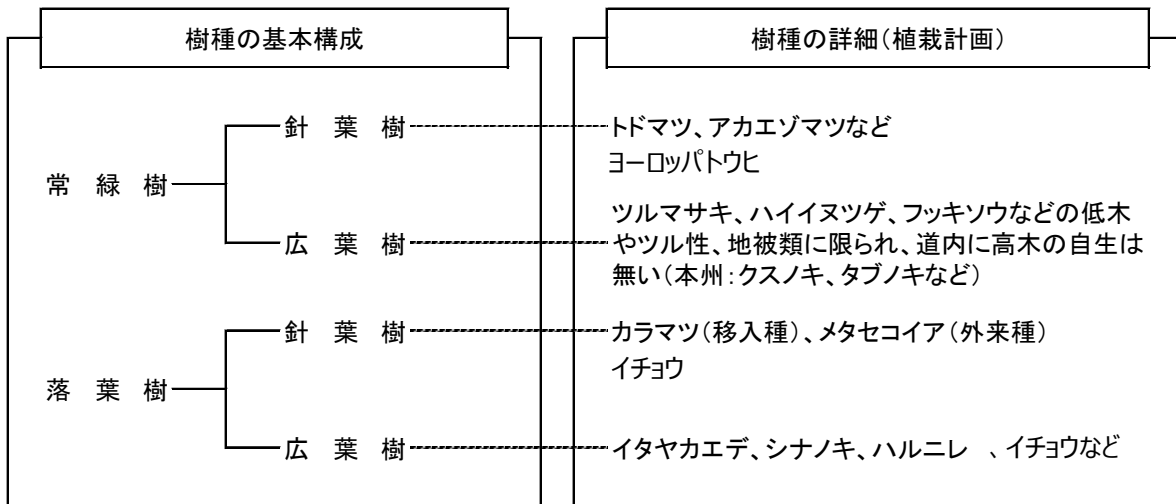 樹種の基本構成
樹種の詳細（植栽計画）
常緑樹
針葉樹
トドマツ、アカエゾマツなど
ヨーロッパトウヒ
広葉樹
ツルマサキ、ハイイヌツゲ、フッキソウなどの低木
やツル性、地被類に限られ、道内に高木の自生は
無い（本州：クスノキ、タブノキなど）
落葉樹
針葉樹
カラマツ（移入種）、メタセコイア（外来種）
イチョウ
広葉樹
イタヤカエデ、シナノキ、ハルニレ 、イチョウなど